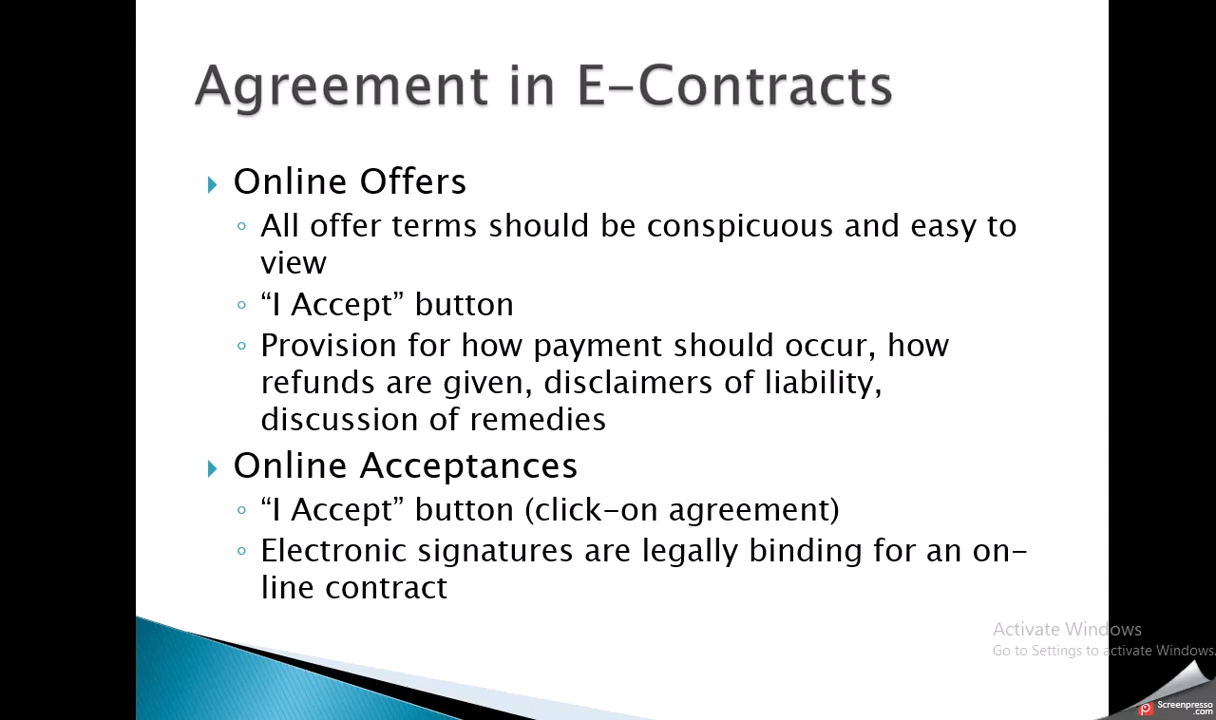 Agreement in E-Contracts
Online Offers
All offer terms should be conspicuous and easy to
view
“I Accept” button
Provision for how payment should occur, how
refunds are given, disclaimers of liability,
discussion of remedies
Online Acceptances
“I Accept” button (click-on agreement)
Electronic signatures are legally binding for an on-
line contract
Activate Windows
Go to Settings to activate Windows.
Screenpresso
.com